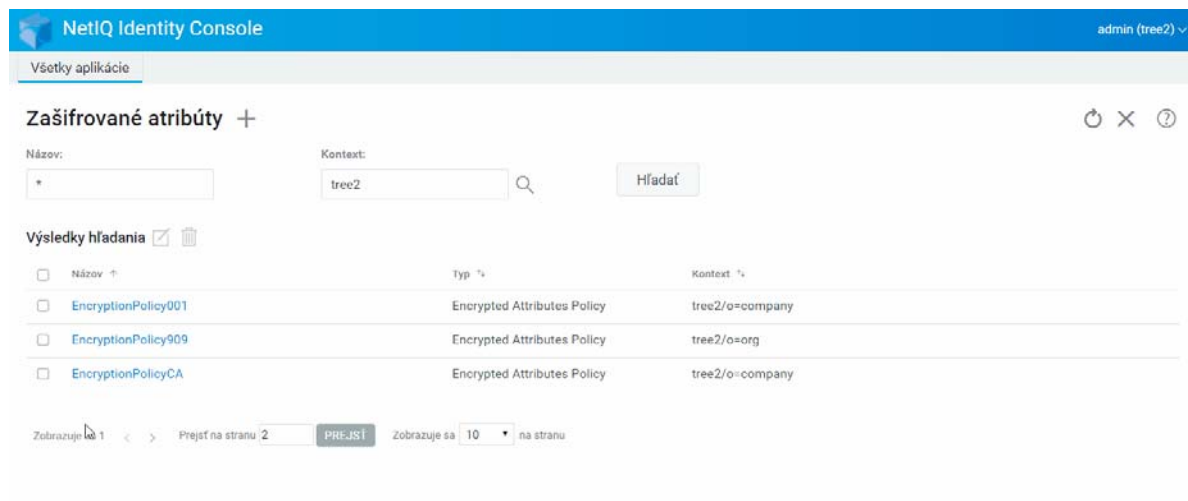 NetIQ Identity Console admin (tree2)
Všetky aplikácie
Zašifrované atribúty
Názov: Kontext:
* tree2 Hľadať
Výsledky hľadania
Názov Typ Kontext
EncryptionPolicy001 Encrypted Attributes Policy tree2/o=company
EncryptionPolicy909 Encrypted Attributes Policy tree2/o=org
EncryptionPolicyCA Encrypted Attributes Policy tree2/o=company
Zobrazuje 1 Prejsť na stranu 2 PREJSŤ Zobrazuje sa 10 na stranu